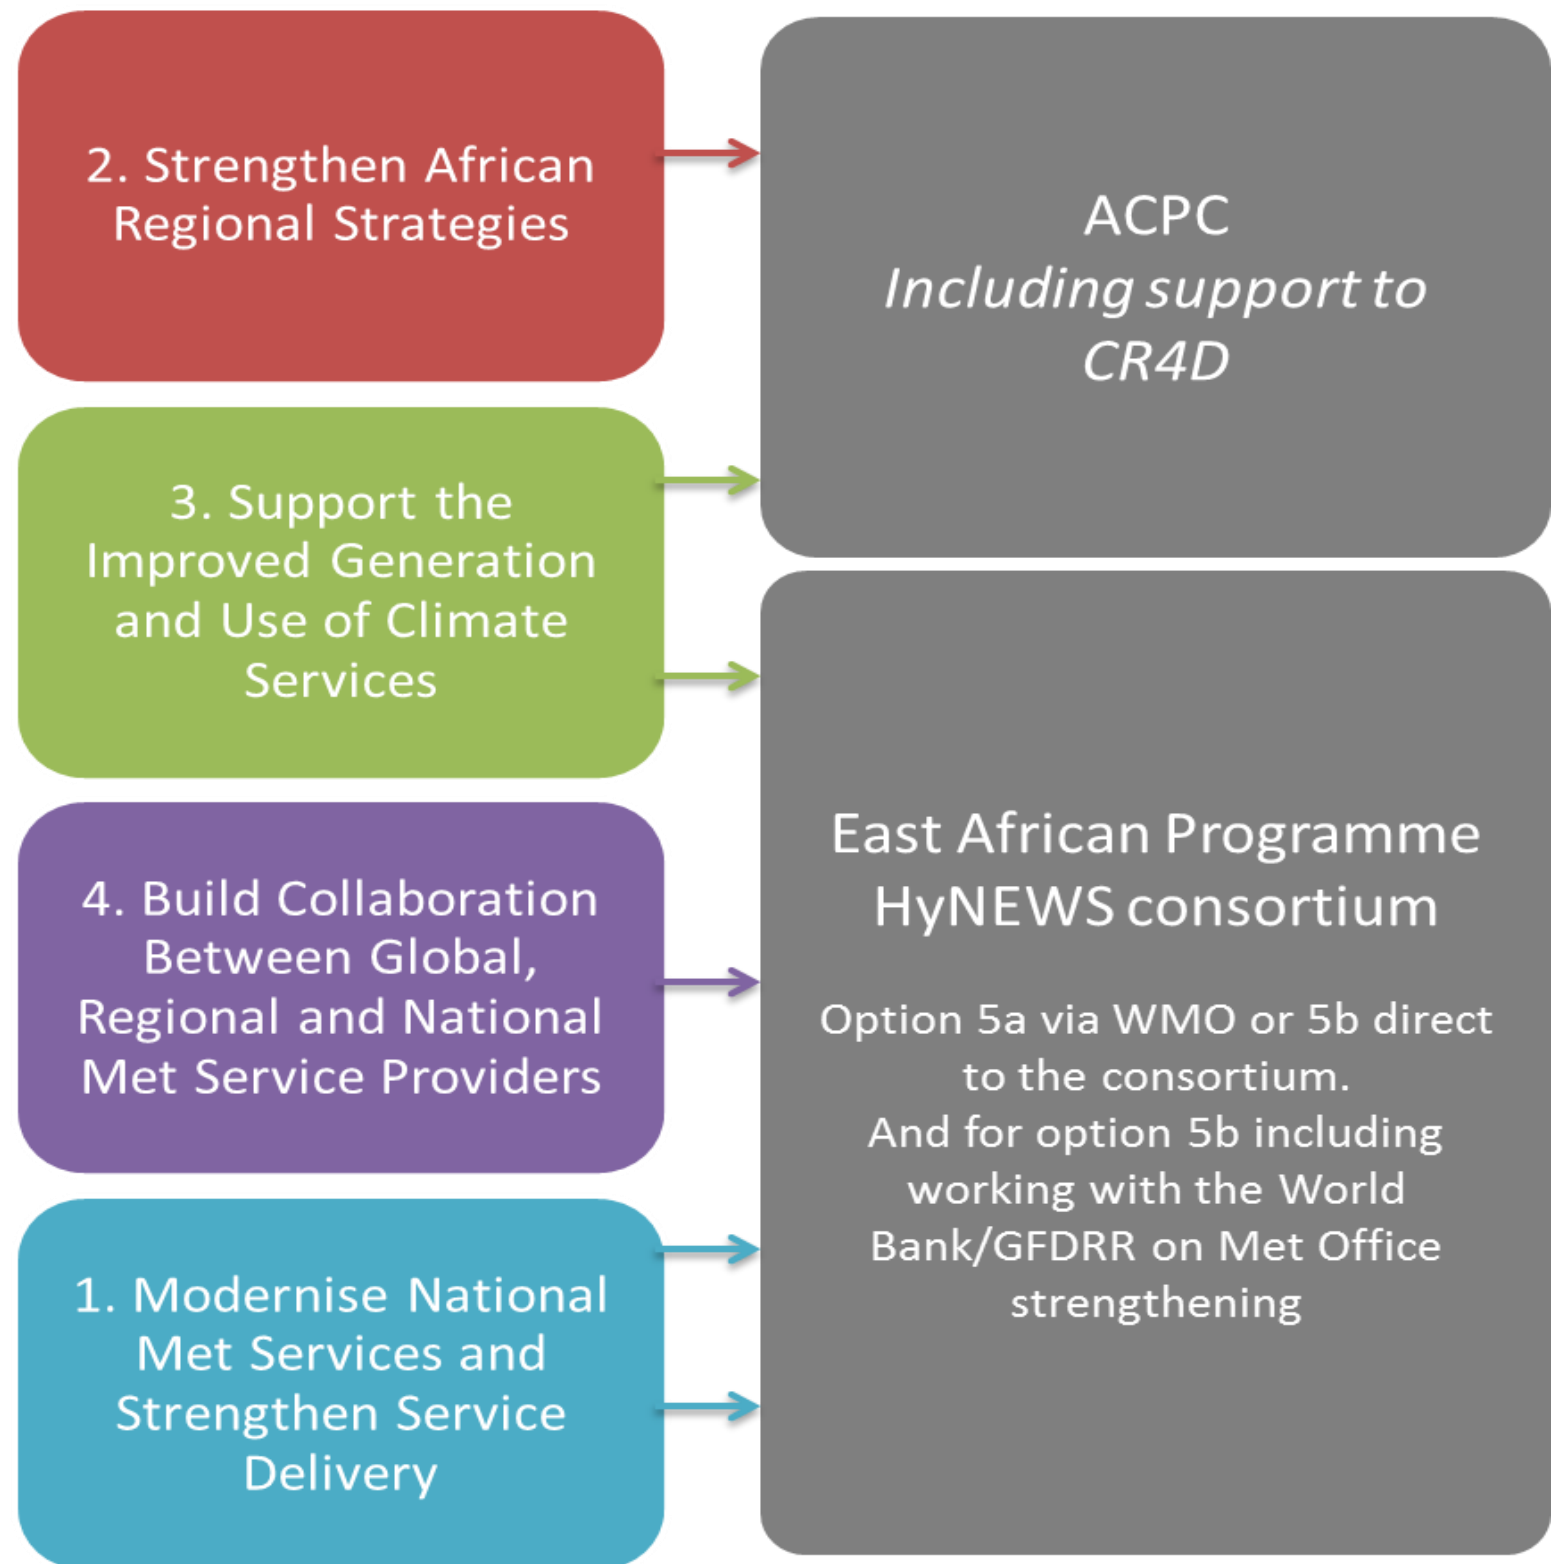 2. Strengthen African
Regional Strategies
3. Support the
Improved Generation
and Use of Climate
Services
4. Build Collaboration
Between Global,
Regional and National
Met Service Providers
1. Modernise National
Met Services and
Strengthen Service
Delivery
ACPC
Including support to
CR4D
East African Programme
HyNEWS consortium
Option 5a via WMO or 5b direct
to the consortium.
And for option 5b including
working with the World
Bank/GFDRR on Met Office
strengthening